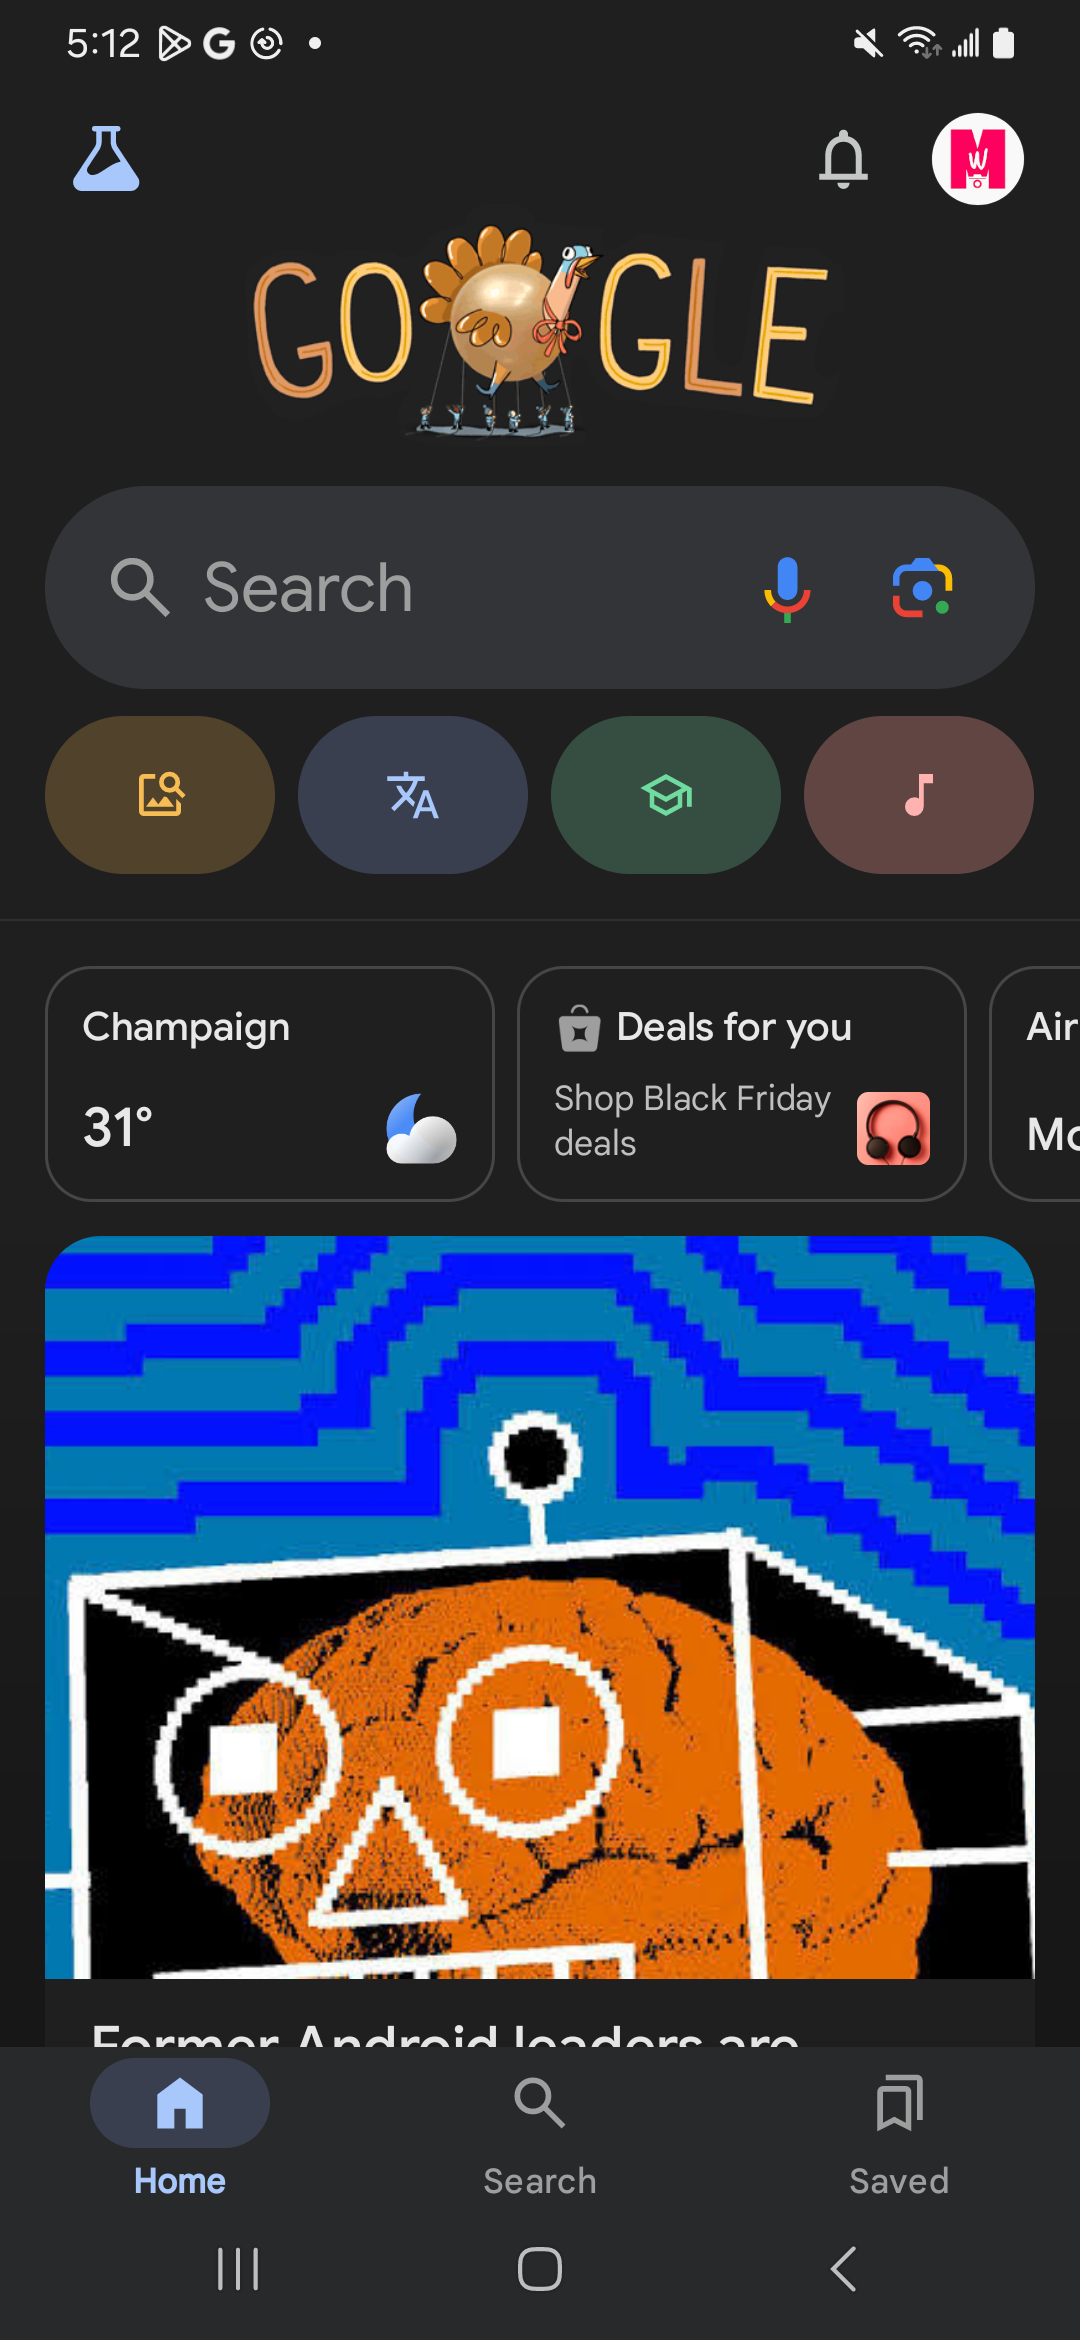 5:12
GOOGLE
Search
Champaign
31°
Deals for you
Shop Black Friday
deals
Air
Mo
Former Android leaders are
Home
Search
Saved